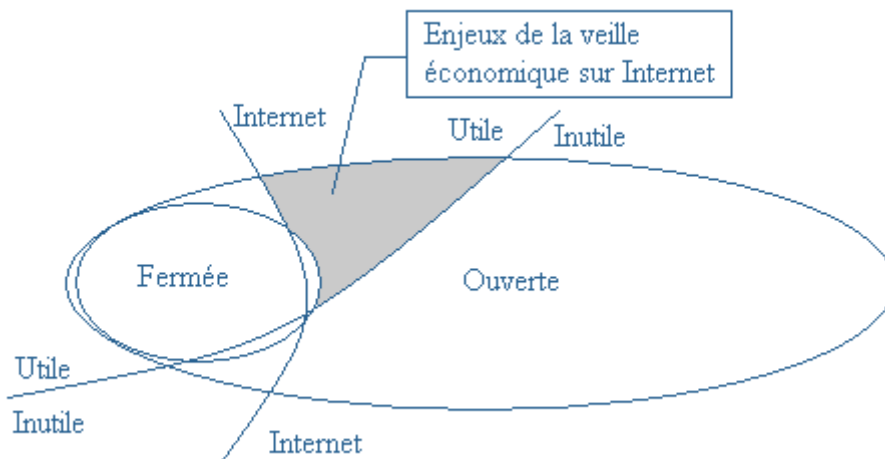 Enjeux de la veille
économique sur Internet
Internet
Utile
Inutile
Fermée
Ouverte
Utile
Inutile
Internet